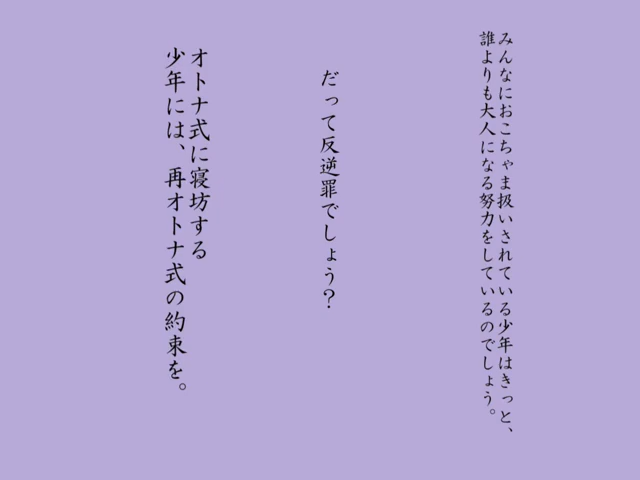 みんなにおこちゃま扱いされている少年はきっと、
誰よりも大人になる努力をしているのでしょう。
だって反逆罪でしょう？
オトナ式に寝坊する
少年には、再オトナ式の約束を。